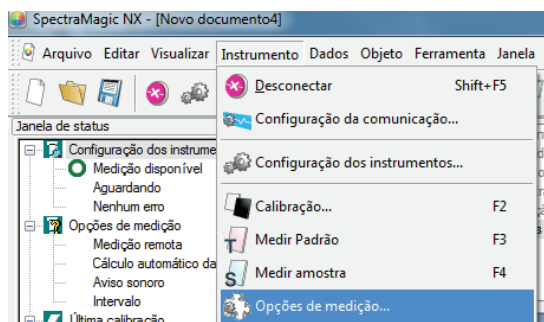 SpectraMagic NX - [Novo documento4]
Arquivo Editar Visualizar Instrumento Dados Objeto Ferramenta Janela
Desconectar Shift+F5
Configuração da comunicação...
Configuração dos instrumentos...
Calibração... F2
Medir Padrão F3
Medir amostra F4
Opções de medição...
Janela de status
Configuração dos instrume
Medição disponível
Aguardando
Nenhum erro
Opções de medição
Medição remota
Cálculo automático da
Aviso sonoro
Intervalo
Última calibração